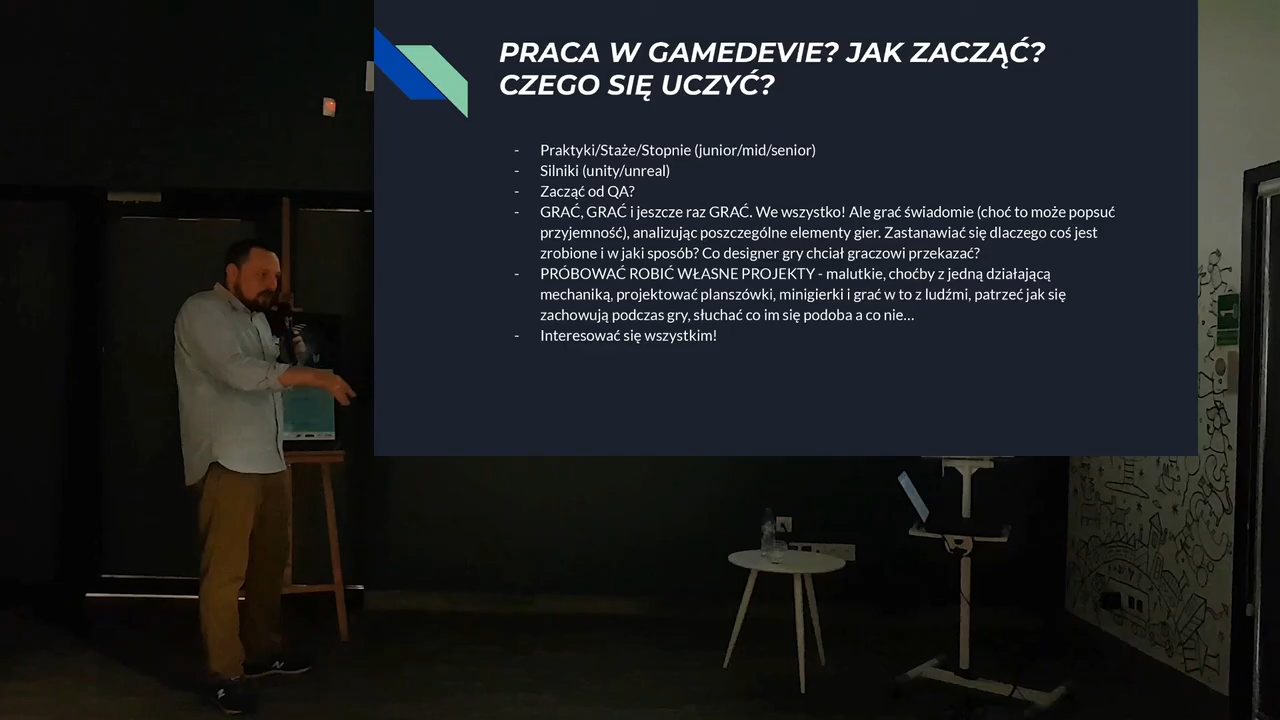 PRACA W GAMEDEVIE? JAK ZACZĄĆ?
CZEGO SIĘ UCZYĆ?
- Praktyki/Staże/Stopnie (junior/mid/senior)
- Silniki (unity/unreal)
- Zacząć od QA?
- GRAĆ, GRAĆ i jeszcze raz GRAĆ. We wszystko! Ale grać świadomie (choć to może popsuć
przyjemność), analizując poszczególne elementy gier. Zastanawiać się dlaczego coś jest
zrobione i w jaki sposób? Co designer gry chciał graczowi przekazać?
- PRÓBOWAĆ ROBIĆ WŁASNE PROJEKTY - malutkie, choćby z jedną działającą
mechaniką, projektować planszówki, minigierki i grać w to z ludźmi, patrzeć jak się
zachowują podczas gry, słuchać co im się podoba a co nie...
- Interesować się wszystkim!